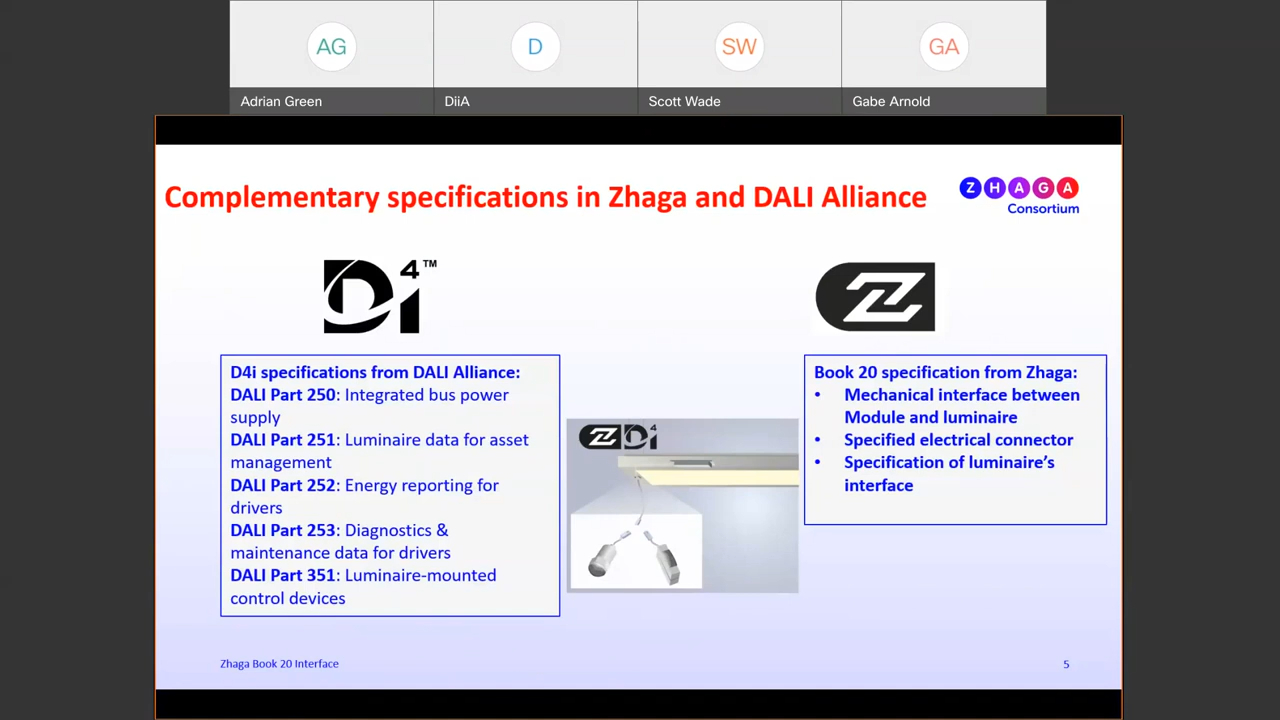 AG
D
SW
GA
Adrian Green
DiiA
Scott Wade
Gabe Arnold
Complementary specifications in Zhaga and DALI Alliance
ZHAGA
Consortium
Di4™
Z
D4i specifications from DALI Alliance:
DALI Part 250: Integrated bus power
supply
DALI Part 251: Luminaire data for asset
management
DALI Part 252: Energy reporting for
drivers
DALI Part 253: Diagnostics &
maintenance data for drivers
DALI Part 351: Luminaire-mounted
control devices
Z Di4
Book 20 specification from Zhaga:
• Mechanical interface between
Module and luminaire
• Specified electrical connector
• Specification of luminaire’s
interface
Zhaga Book 20 Interface
5